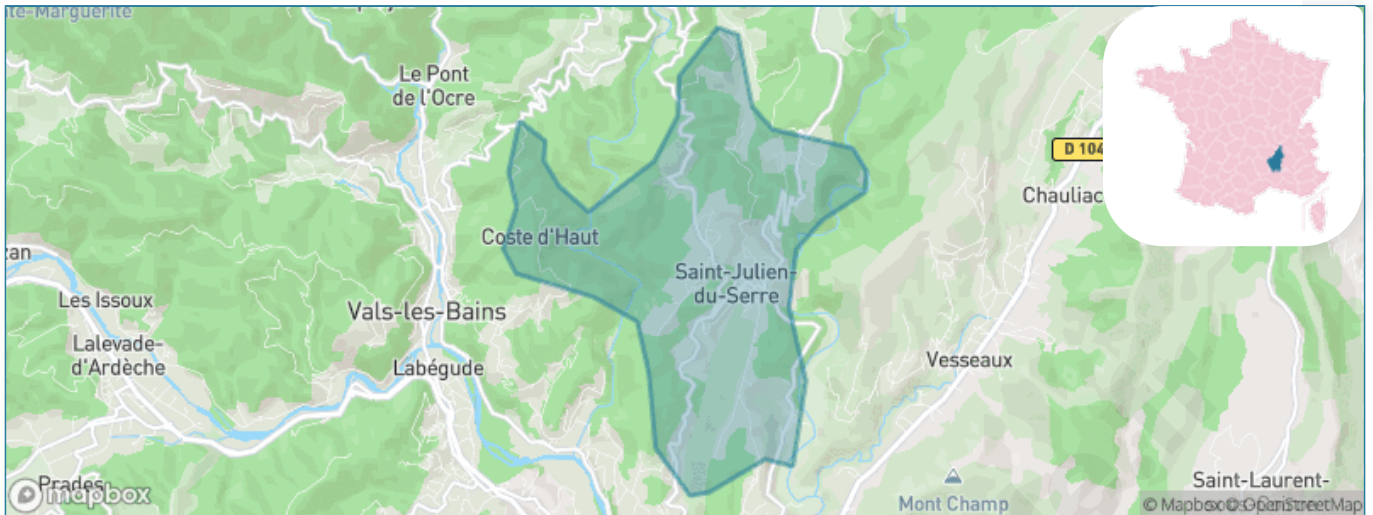 Le Pont
de l'Ocre
D 104
Chauliac
Coste d'Haut
Saint-Julien-
du-Serre
Les Issoux
Vals-les-Bains
Lalevade-
d'Ardèche
Labégude
Vesseaux
Prades
mapbox
Mont Champ
Saint-Laurent-
© Mapbox © OpenStreetMap